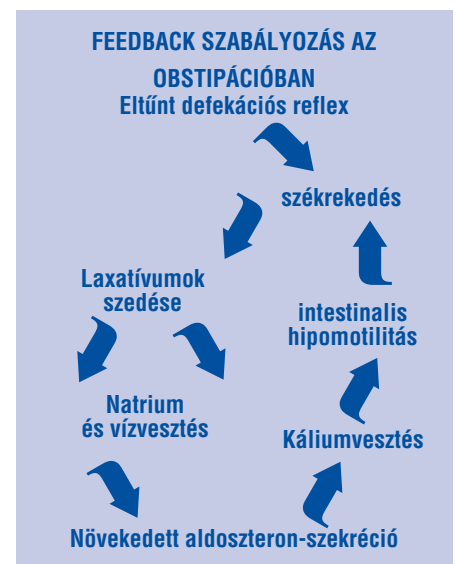 FEEDBACK SZABÁLYOZÁS AZ
OBSTIPÁCIÓBAN
Eltűnt defekációs reflex
székrekedés
Laxatívumok
szedése
intestinalis
hipomotilitás
Natrium
és vízvesztés
Káliumvesztés
Növekedett aldoszteron-szekréció